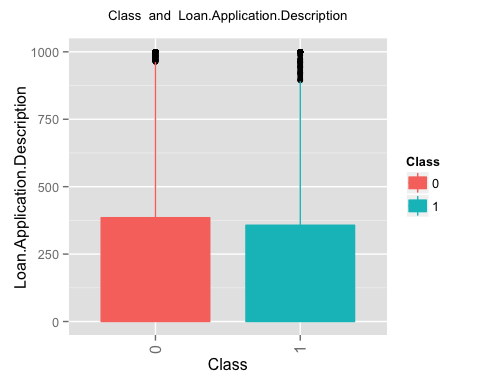 Class and Loan.Application.Description
Loan.Application.Description
1000
750
500
250
0
0
1
Class
Class
0
1